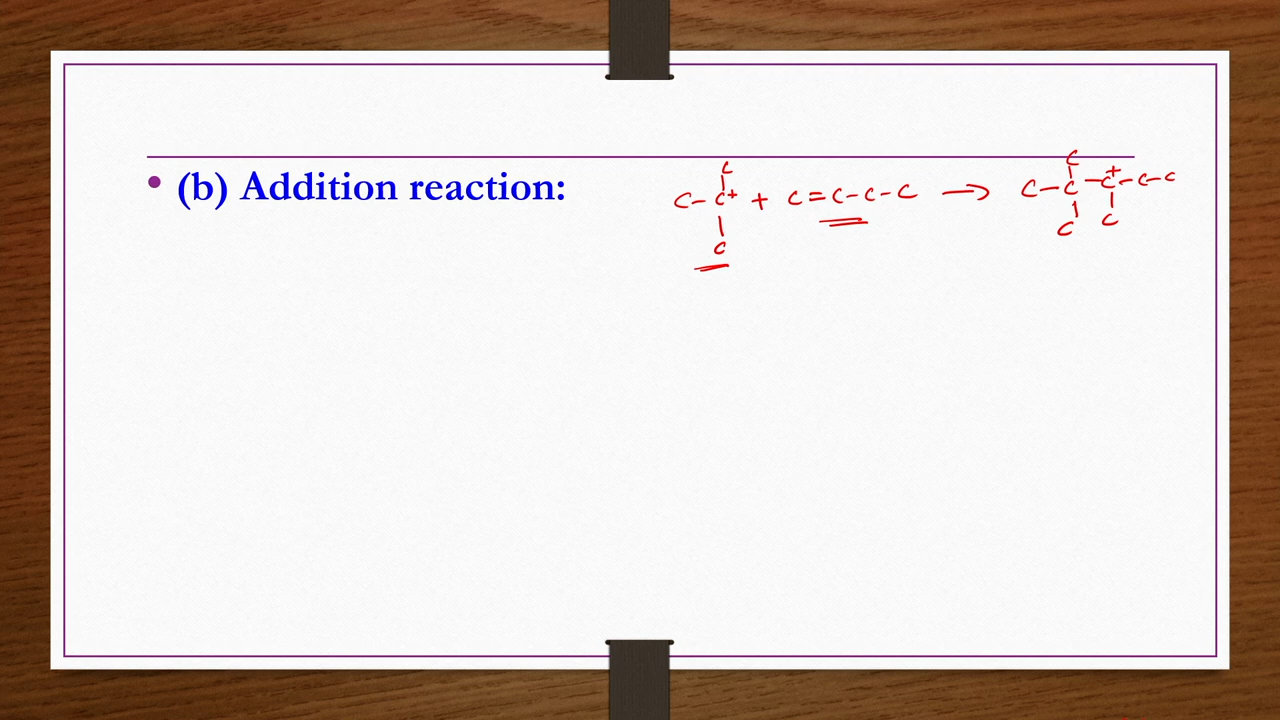 • (b) Addition reaction:
C
C – C⁺ + C = C – C – C →
C
C
C – C – C⁺ – C – C
C C